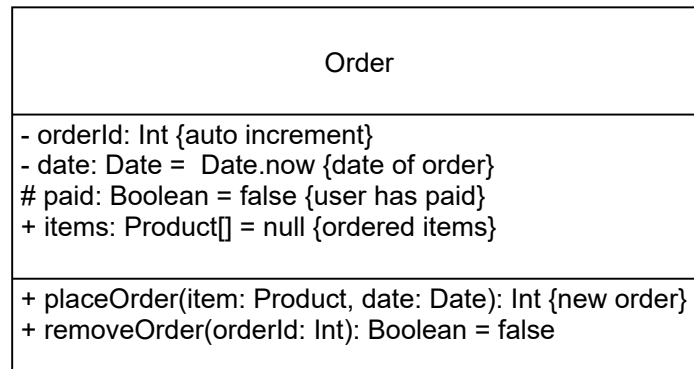 Order
- orderId: Int {auto increment}
- date: Date =  Date.now {date of order}
# paid: Boolean = false {user has paid}
+ items: Product[] = null {ordered items}
+ placeOrder(item: Product, date: Date): Int {new order}
+ removeOrder(orderId: Int): Boolean = false